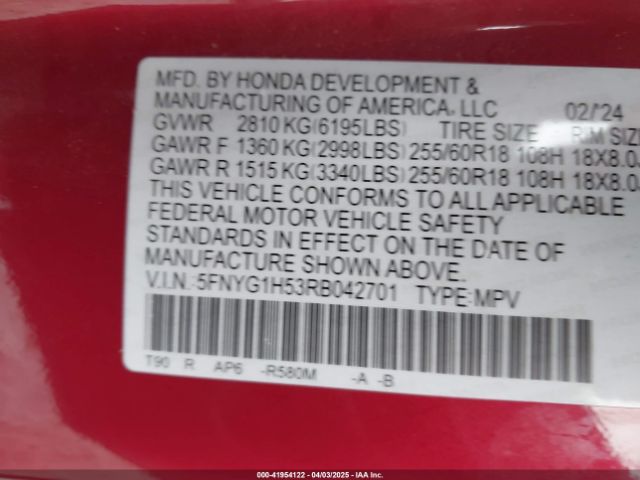 MFD. BY HONDA DEVELOPMENT &
MANUFACTURING OF AMERICA, LLC 02/'24
GVWR 2810 KG(6195LBS) TIRE SIZE RIM SIZE
GAWR F 1360 KG(2998LBS) 255/60R18 108H 18X8.0
GAWR R 1515 KG(3340LBS) 255/60R18 108H 18X8.0
THIS VEHICLE CONFORMS TO ALL APPLICABLE
FEDERAL MOTOR VEHICLE SAFETY
STANDARDS IN EFFECT ON THE DATE OF
MANUFACTURE SHOWN ABOVE.
V.I.N.:5FNYG1H53RB042701 TYPE:MPV
T90 R AP6 -R580M -A -B
000-41954122 - 04/03/2025 - IAA Inc.